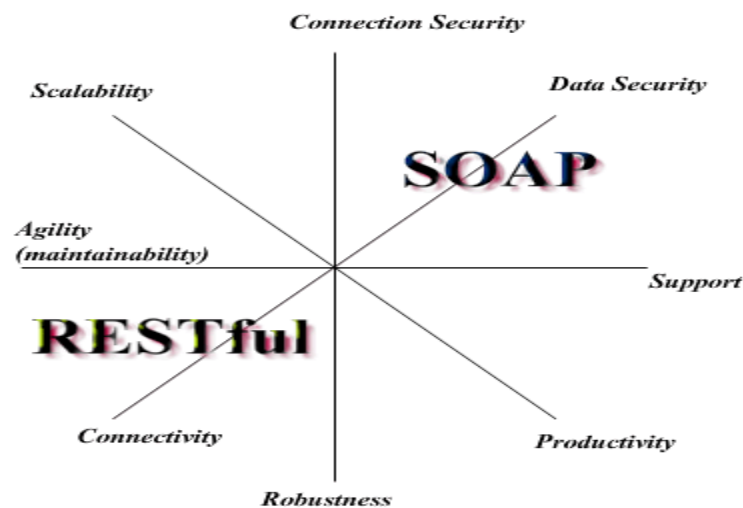 Connection Security
Scalability
Data Security
SOAP
Agility
(maintainability)
Support
RESTful
Connectivity
Productivity
Robustness